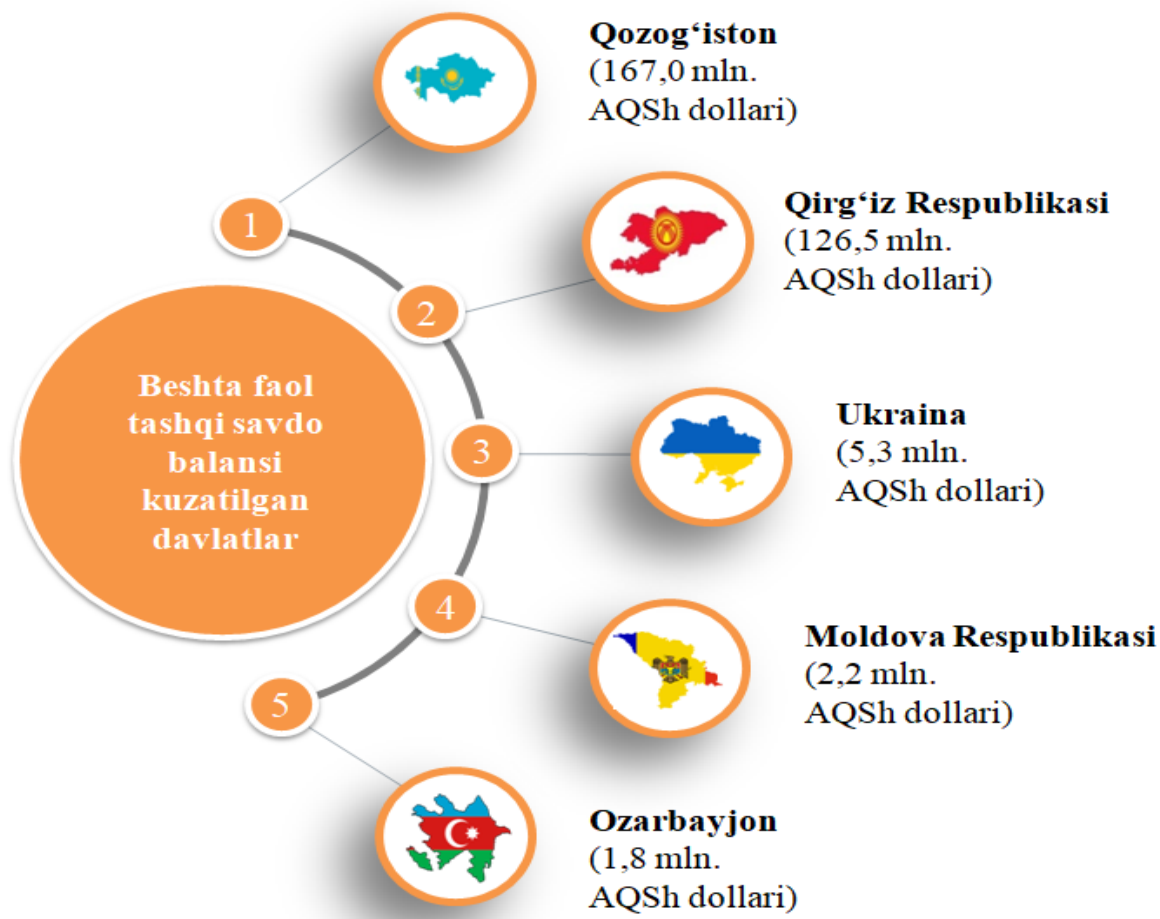 Qozog‘iston
(167,0 mln.
AQSh dollari)
1
Qirg‘iz Respublikasi
(126,5 mln.
AQSh dollari)
2
Beshta faol
tashqi savdo
balansi
kuzatilgan
davlatlar
Ukraina
(5,3 mln.
AQSh dollari)
3
4
Moldova Respublikasi
(2,2 mln.
AQSh dollari)
5
Ozarbayjon
(1,8 mln.
AQSh dollari)